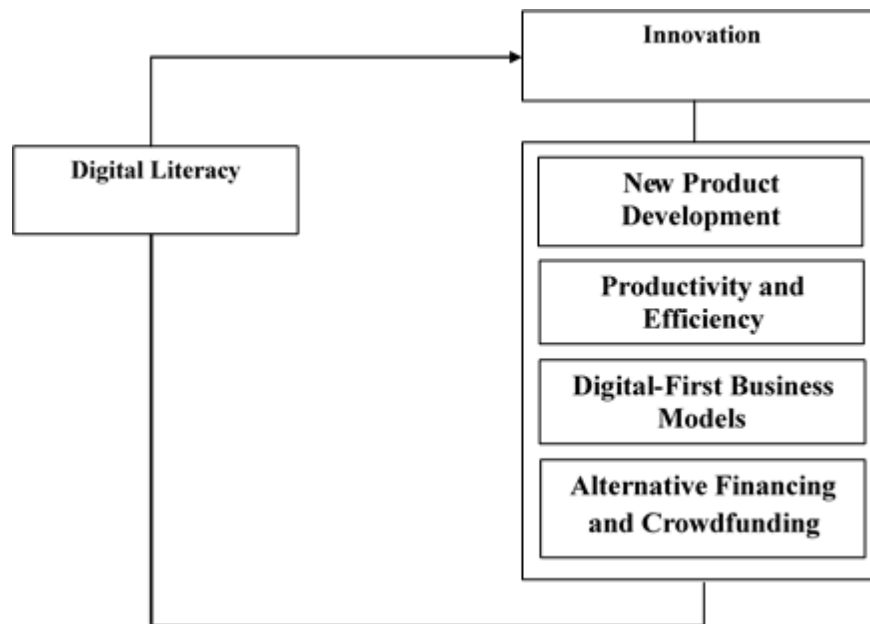 Innovation
Digital Literacy
New Product
Development
Productivity and
Efficiency
Digital-First Business
Models
Alternative Financing
and Crowdfunding